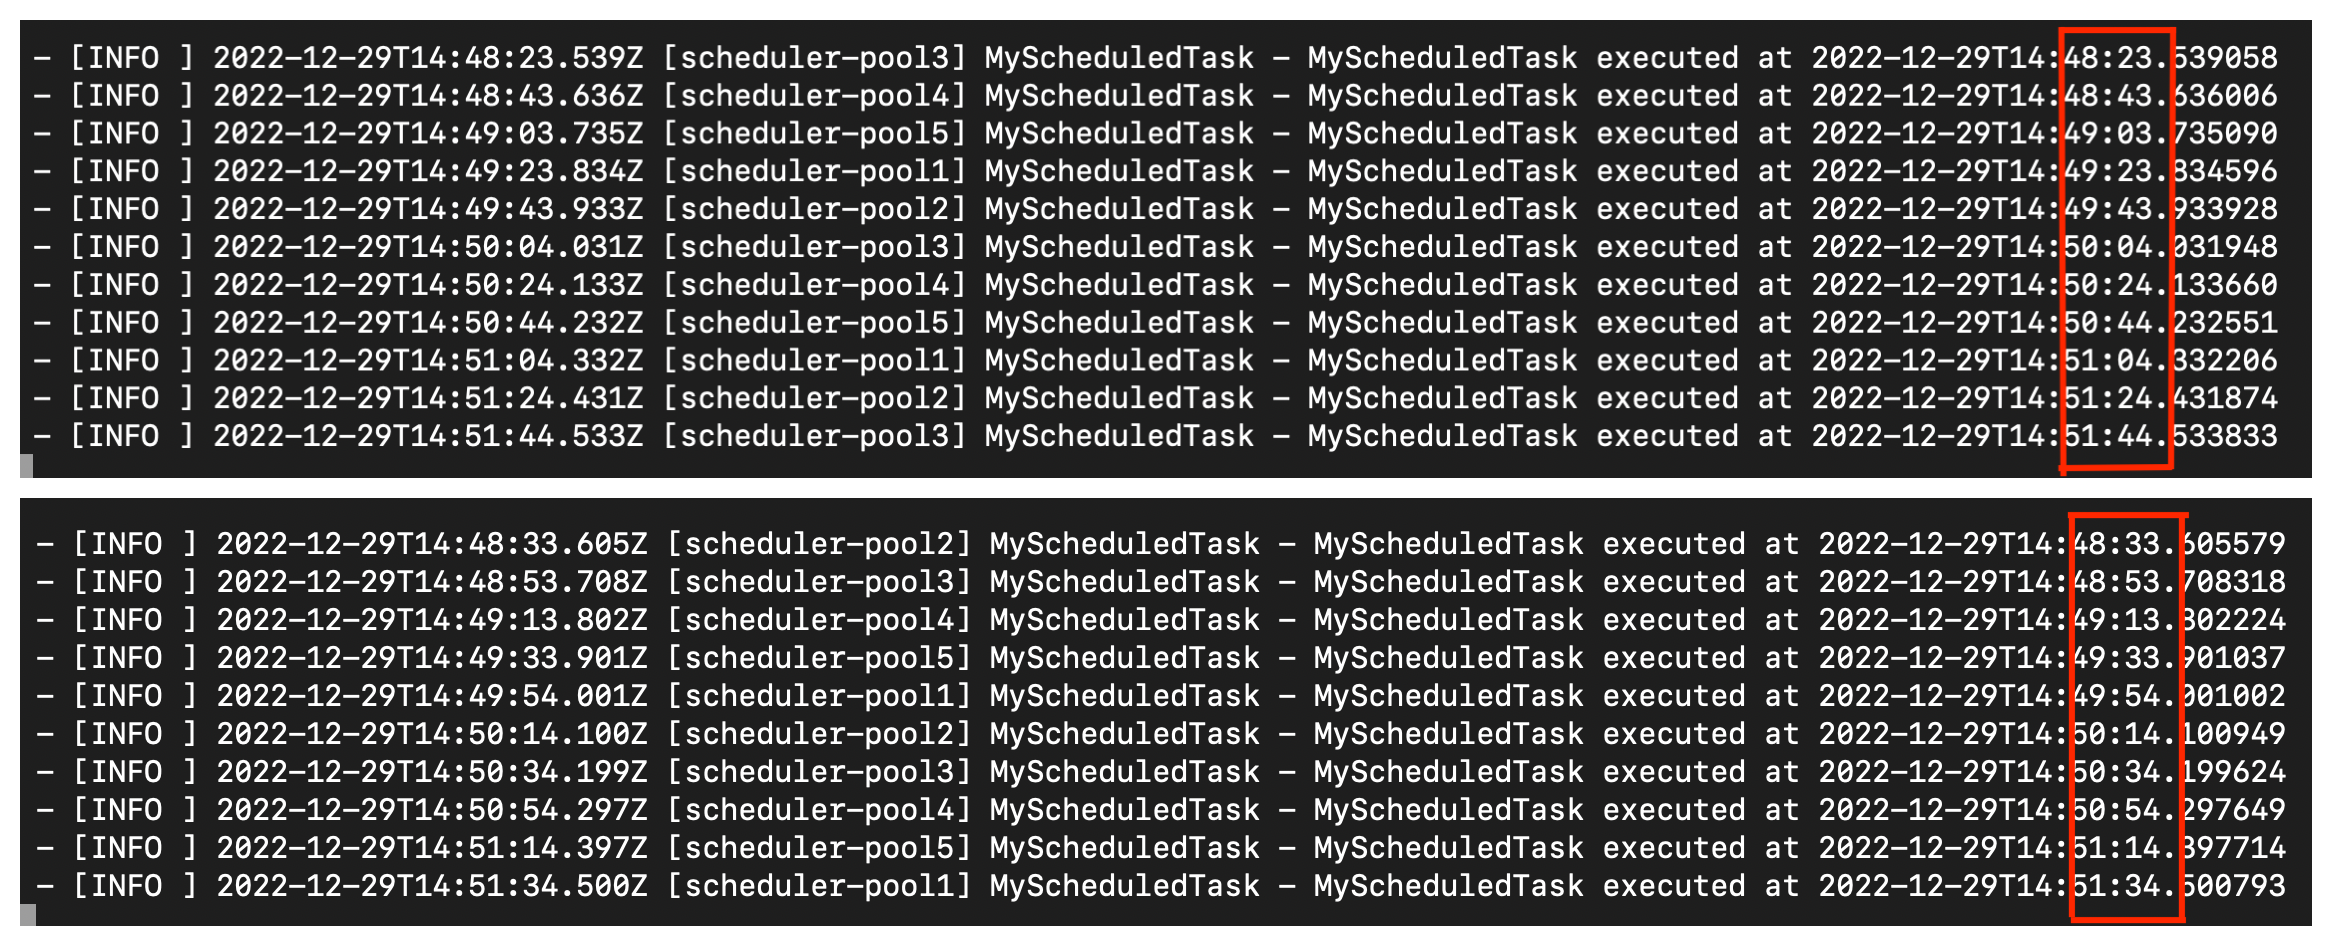 - [INFO ] 2022-12-29T14:48:23.539Z [scheduler-pool3] MyScheduledTask - MyScheduledTask executed at 2022-12-29T14:48:23.539058
- [INFO ] 2022-12-29T14:48:43.636Z [scheduler-pool4] MyScheduledTask - MyScheduledTask executed at 2022-12-29T14:48:43.636006
- [INFO ] 2022-12-29T14:49:03.735Z [scheduler-pool5] MyScheduledTask - MyScheduledTask executed at 2022-12-29T14:49:03.735090
- [INFO ] 2022-12-29T14:49:23.834Z [scheduler-pool1] MyScheduledTask - MyScheduledTask executed at 2022-12-29T14:49:23.834596
- [INFO ] 2022-12-29T14:49:43.933Z [scheduler-pool2] MyScheduledTask - MyScheduledTask executed at 2022-12-29T14:49:43.933928
- [INFO ] 2022-12-29T14:50:04.031Z [scheduler-pool3] MyScheduledTask - MyScheduledTask executed at 2022-12-29T14:50:04.031948
- [INFO ] 2022-12-29T14:50:24.133Z [scheduler-pool4] MyScheduledTask - MyScheduledTask executed at 2022-12-29T14:50:24.133660
- [INFO ] 2022-12-29T14:50:44.232Z [scheduler-pool5] MyScheduledTask - MyScheduledTask executed at 2022-12-29T14:50:44.232551
- [INFO ] 2022-12-29T14:51:04.332Z [scheduler-pool1] MyScheduledTask - MyScheduledTask executed at 2022-12-29T14:51:04.332206
- [INFO ] 2022-12-29T14:51:24.431Z [scheduler-pool2] MyScheduledTask - MyScheduledTask executed at 2022-12-29T14:51:24.431874
- [INFO ] 2022-12-29T14:51:44.533Z [scheduler-pool3] MyScheduledTask - MyScheduledTask executed at 2022-12-29T14:51:44.533833
- [INFO ] 2022-12-29T14:48:33.605Z [scheduler-pool2] MyScheduledTask - MyScheduledTask executed at 2022-12-29T14:48:33.605579
- [INFO ] 2022-12-29T14:48:53.708Z [scheduler-pool3] MyScheduledTask - MyScheduledTask executed at 2022-12-29T14:48:53.708318
- [INFO ] 2022-12-29T14:49:13.802Z [scheduler-pool4] MyScheduledTask - MyScheduledTask executed at 2022-12-29T14:49:13.802224
- [INFO ] 2022-12-29T14:49:33.901Z [scheduler-pool5] MyScheduledTask - MyScheduledTask executed at 2022-12-29T14:49:33.901037
- [INFO ] 2022-12-29T14:49:54.001Z [scheduler-pool1] MyScheduledTask - MyScheduledTask executed at 2022-12-29T14:49:54.001002
- [INFO ] 2022-12-29T14:50:14.100Z [scheduler-pool2] MyScheduledTask - MyScheduledTask executed at 2022-12-29T14:50:14.100949
- [INFO ] 2022-12-29T14:50:34.199Z [scheduler-pool3] MyScheduledTask - MyScheduledTask executed at 2022-12-29T14:50:34.199624
- [INFO ] 2022-12-29T14:50:54.297Z [scheduler-pool4] MyScheduledTask - MyScheduledTask executed at 2022-12-29T14:50:54.297649
- [INFO ] 2022-12-29T14:51:14.397Z [scheduler-pool5] MyScheduledTask - MyScheduledTask executed at 2022-12-29T14:51:14.397714
- [INFO ] 2022-12-29T14:51:34.500Z [scheduler-pool1] MyScheduledTask - MyScheduledTask executed at 2022-12-29T14:51:34.500793